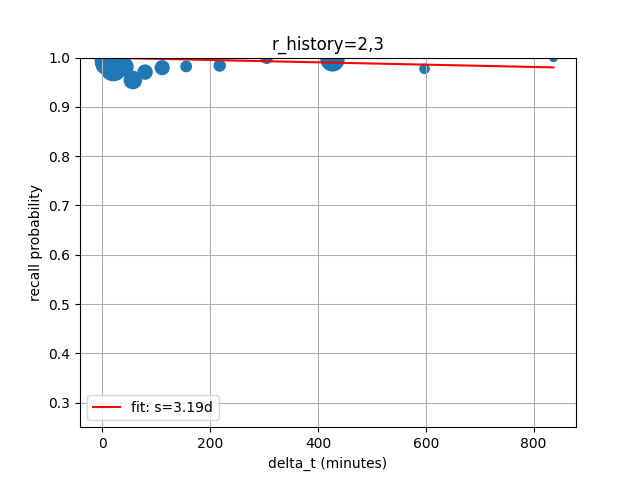 r_history=2,3
1.0
0.9
0.8
0.7
0.6
0.5
0.4
0.3
recall probability
fit: s=3.19d
0 200 400 600 800
delta_t (minutes)